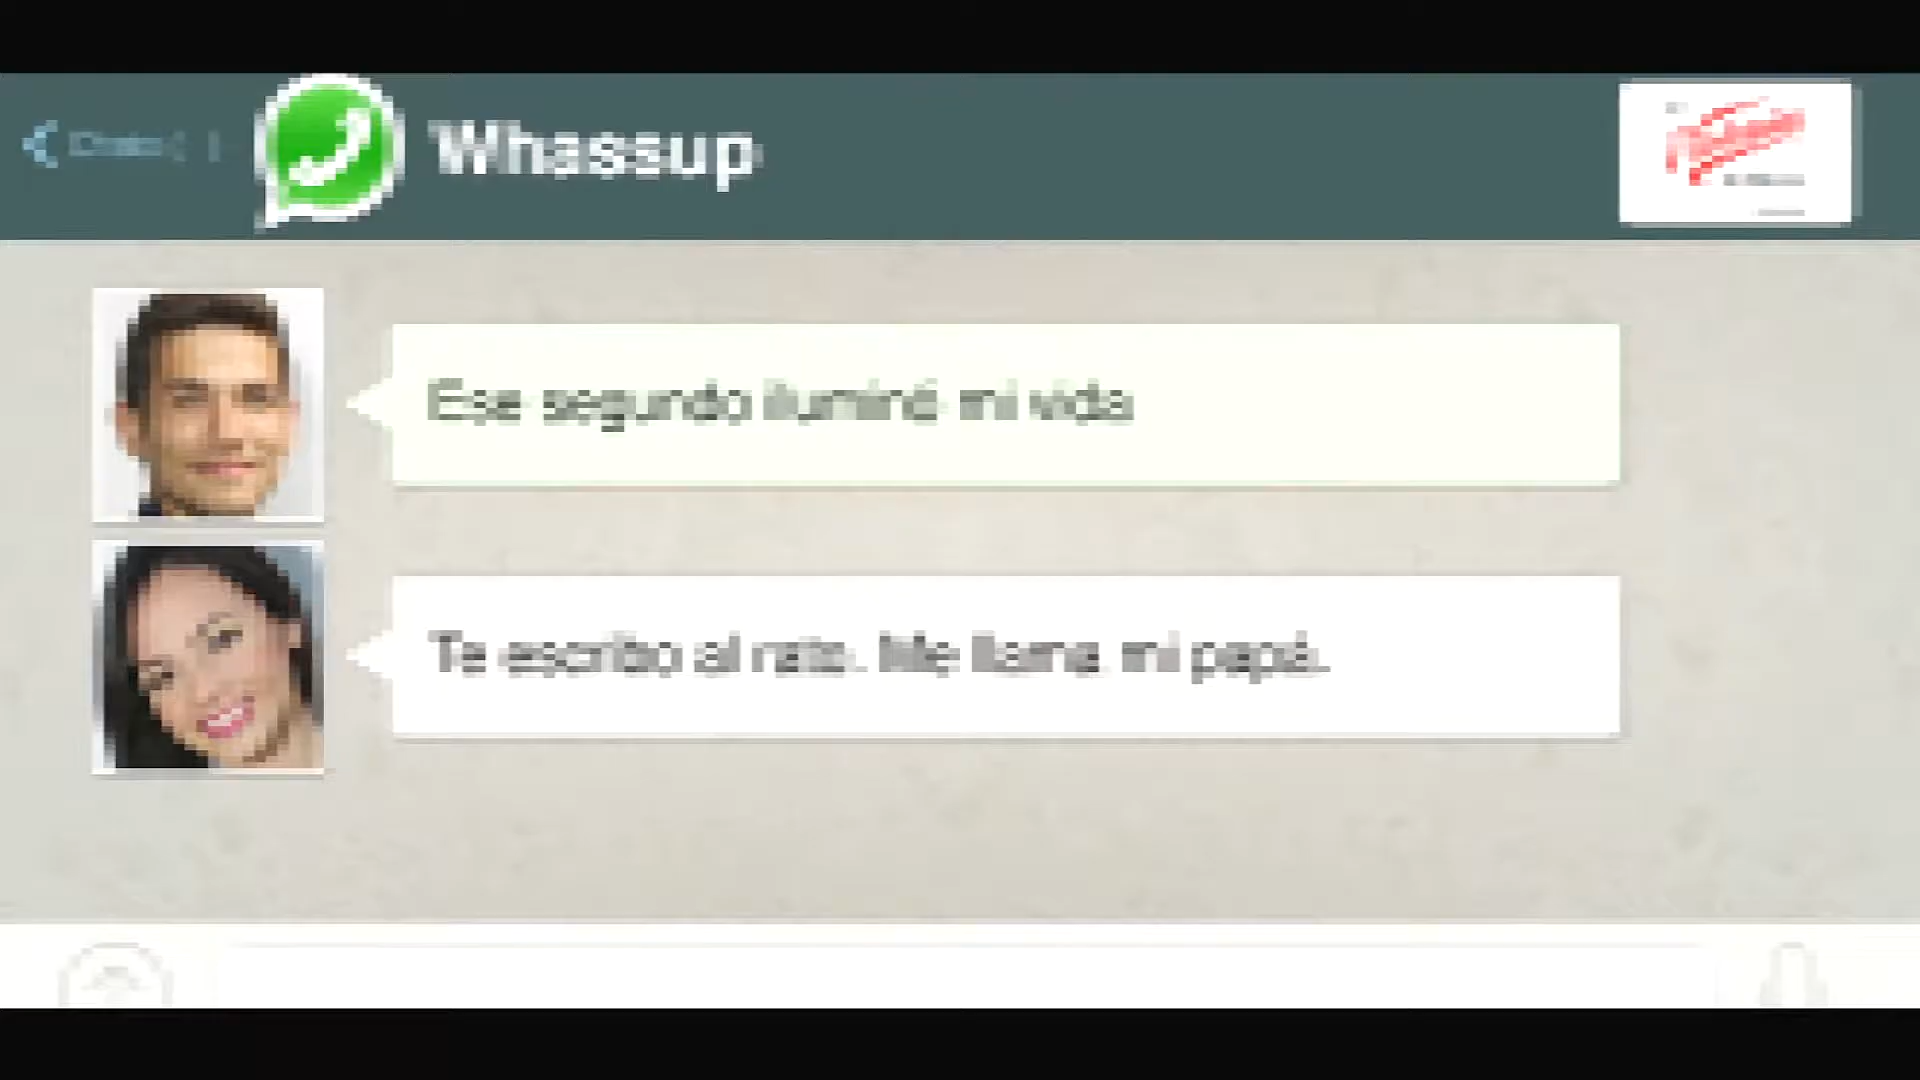 Whassup
Ese segundo iluminó mi vida
Te escribo al rato. Me llama mi papá.